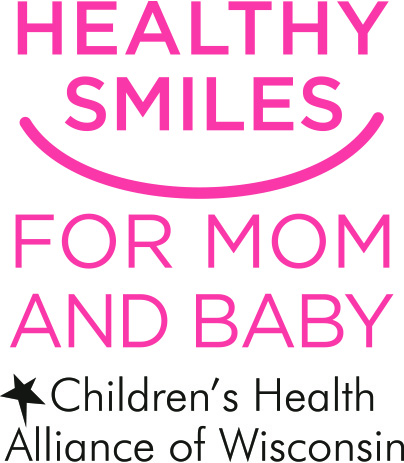 HEALTHY
SMILES
FOR MOM
AND BABY
Children’s Health
Alliance of Wisconsin